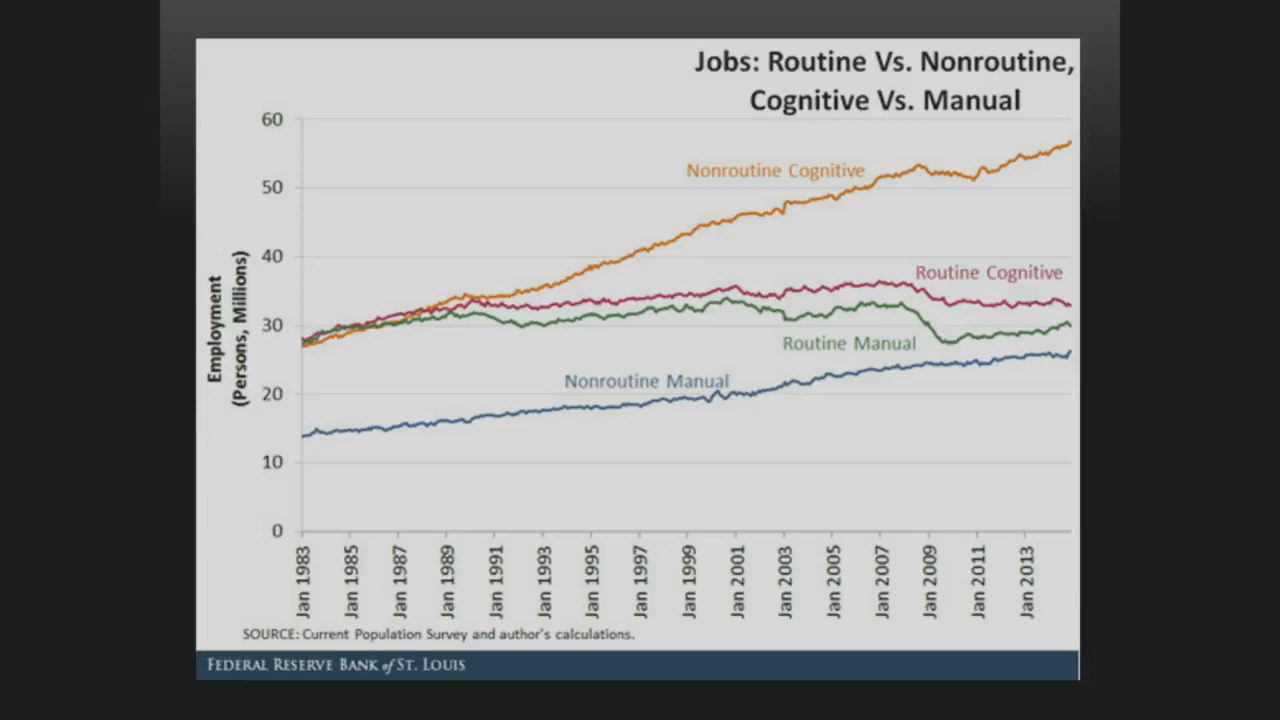 Jobs: Routine Vs. Nonroutine,
Cognitive Vs. Manual
60
50
40
30
20
10
0
Employment
(Persons, Millions)
Nonroutine Cognitive
Routine Cognitive
Routine Manual
Nonroutine Manual
Jan 1983
Jan 1985
Jan 1987
Jan 1989
Jan 1991
Jan 1993
Jan 1995
Jan 1997
Jan 1999
Jan 2001
Jan 2003
Jan 2005
Jan 2007
Jan 2009
Jan 2011
Jan 2013
SOURCE: Current Population Survey and author's calculations.
FEDERAL RESERVE BANK of ST. LOUIS